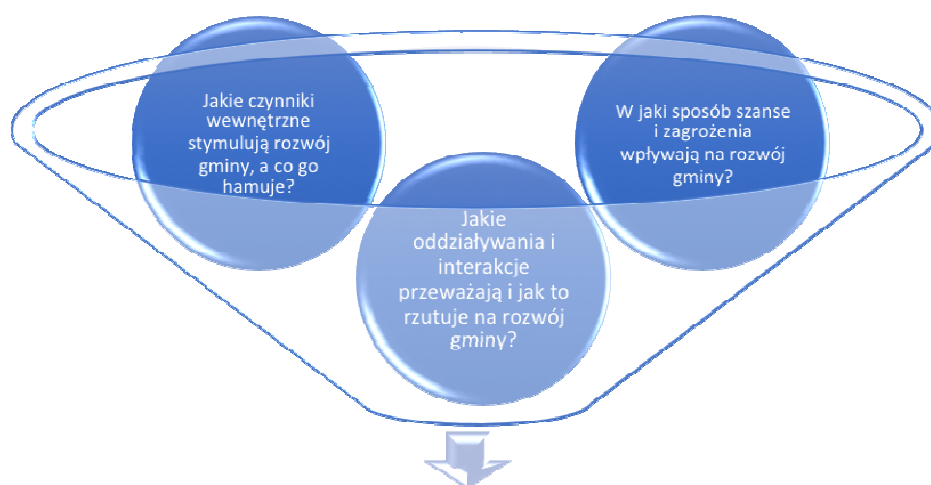 Jakie czynniki
wewnętrzne
stymulują rozwój
gminy, a co go
hamuje?
W jaki sposób szanse
i zagrożenia
wpływają na rozwój
gminy?
Jakie
oddziaływania i
interakcje
przeważają i jak to
rzutuje na rozwój
gminy?